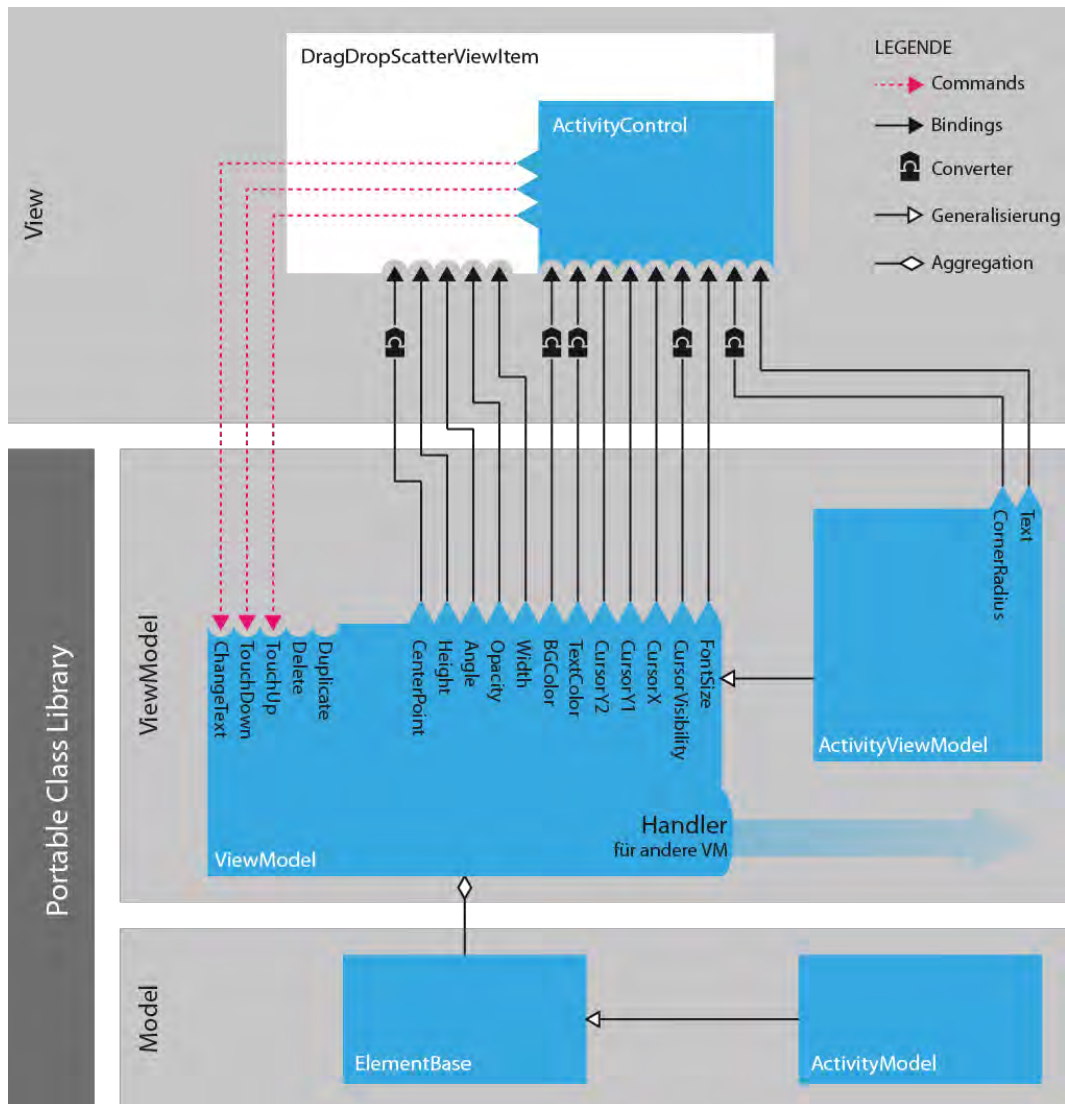 DragDropScatterViewItem
ActivityControl
LEGENDE
Commands
Bindings
Converter
Generalisierung
Aggregation
View
Portable Class Library
ViewModel
ChangeText
TouchDown
TouchUp
Delete
Duplicate
CenterPoint
Height
Angle
Opacity
Width
BGColor
TextColor
CursorY2
CursorY1
CursorX
CursorVisibility
FontSize
CornerRadius
Text
ActivityViewModel
Handler
für andere VM
ViewModel
Model
ElementBase
ActivityModel